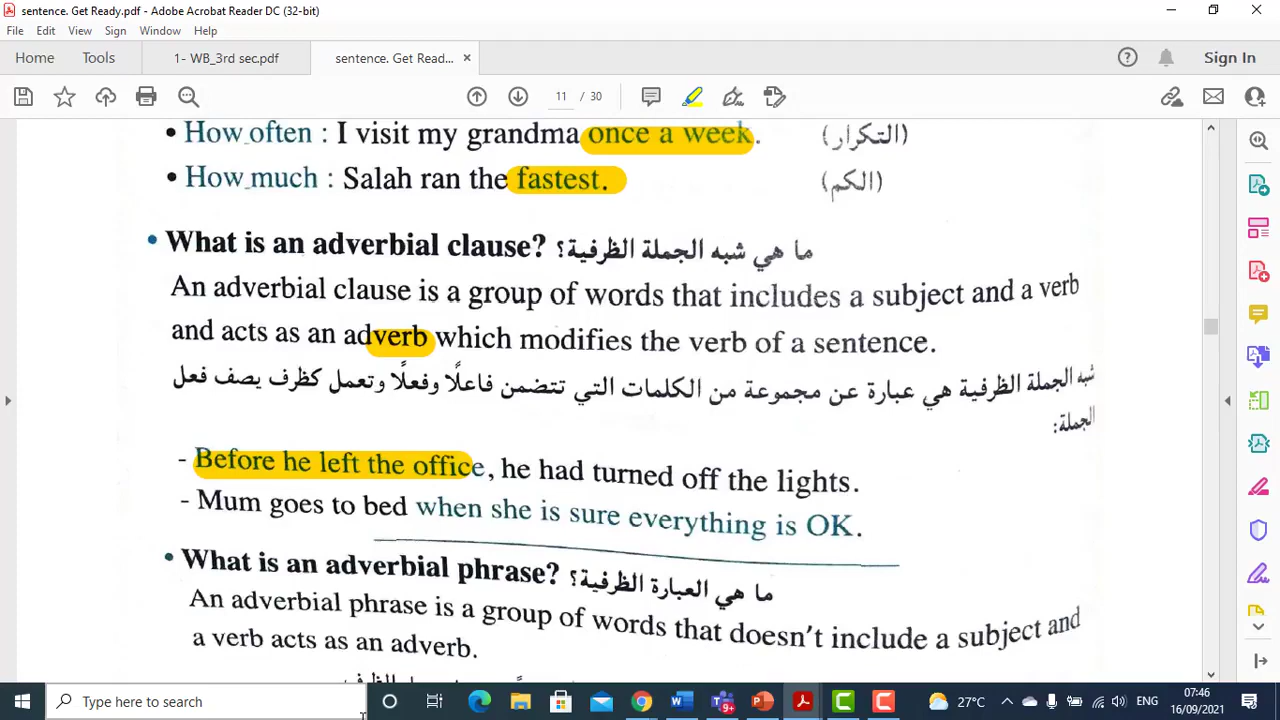 sentence. Get Ready.pdf - Adobe Acrobat Reader DC (32-bit)
File Edit View Sign Window Help
Home Tools 1- WB_3rd sec.pdf sentence. Get Read... × Sign In
11 / 30
• How often : I visit my grandma once a week. (التكرار)
• How much : Salah ran the fastest. (الكم)
• What is an adverbial clause? ما هي شبه الجملة الظرفية؟
An adverbial clause is a group of words that includes a subject and a verb
and acts as an adverb which modifies the verb of a sentence.
شبه الجملة الظرفية هي عبارة عن مجموعة من الكلمات التي تتضمن فاعلًا وفعلًا وتعمل كظرف يصف فعل
الجملة:
- Before he left the office, he had turned off the lights.
- Mum goes to bed when she is sure everything is OK.
• What is an adverbial phrase? ما هي العبارة الظرفية؟
An adverbial phrase is a group of words that doesn't include a subject and
a verb acts as an adverb.
Type here to search
9+
27°C ENG 07:46
16/09/2021